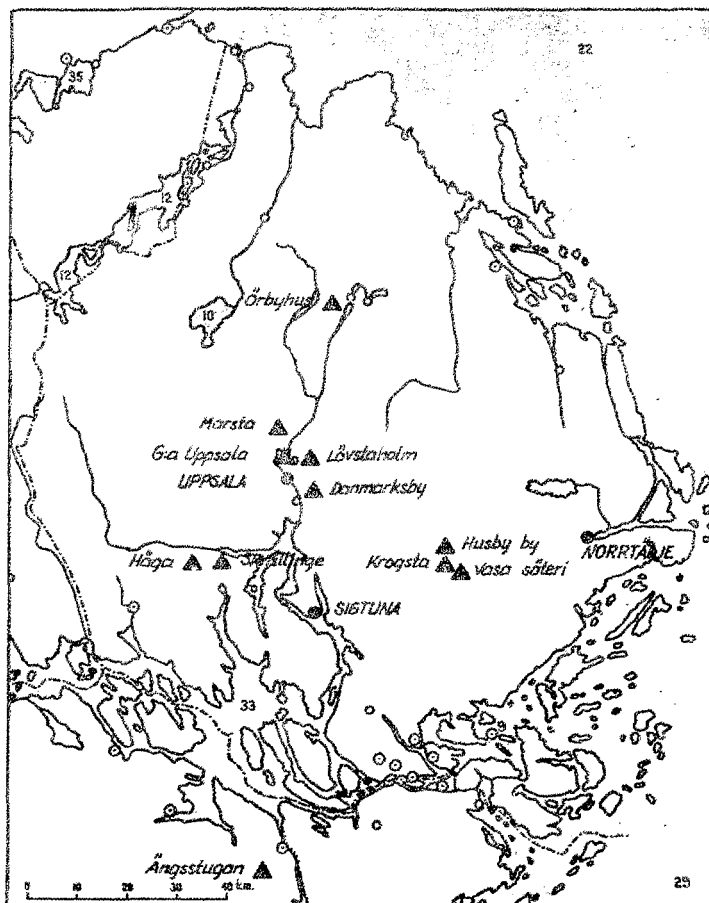 22
35
12
12
10
Örbyhus
Marsta
G:a Uppsala
Lövstaholm
UPPSALA
Danmarksby
Husby by
NORRTÄLJE
Håga
Krogsta
Vasa säteri
SIGTUNA
33
Ängsstugan
29
0 10 20 30 40 km.